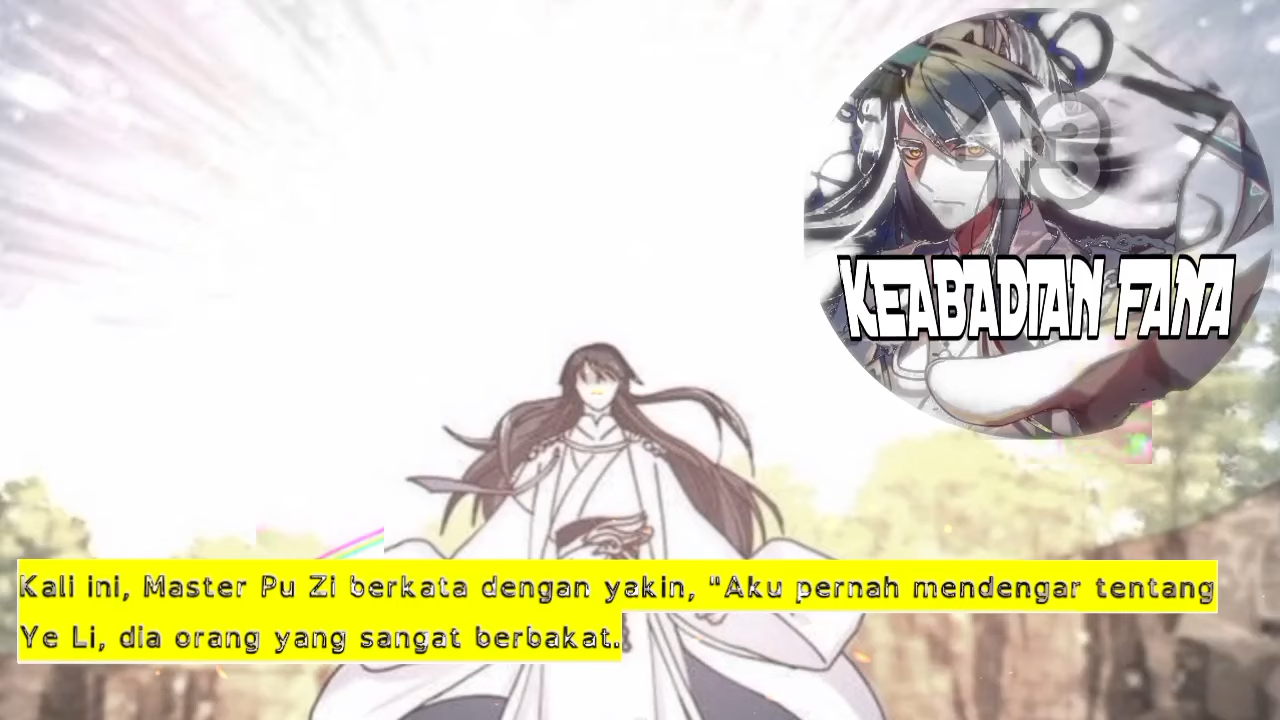 43
KEABADIAN FANA
Kali ini, Master Pu Zi berkata dengan yakin, "Aku pernah mendengar tentang
Ye Li, dia orang yang sangat berbakat.